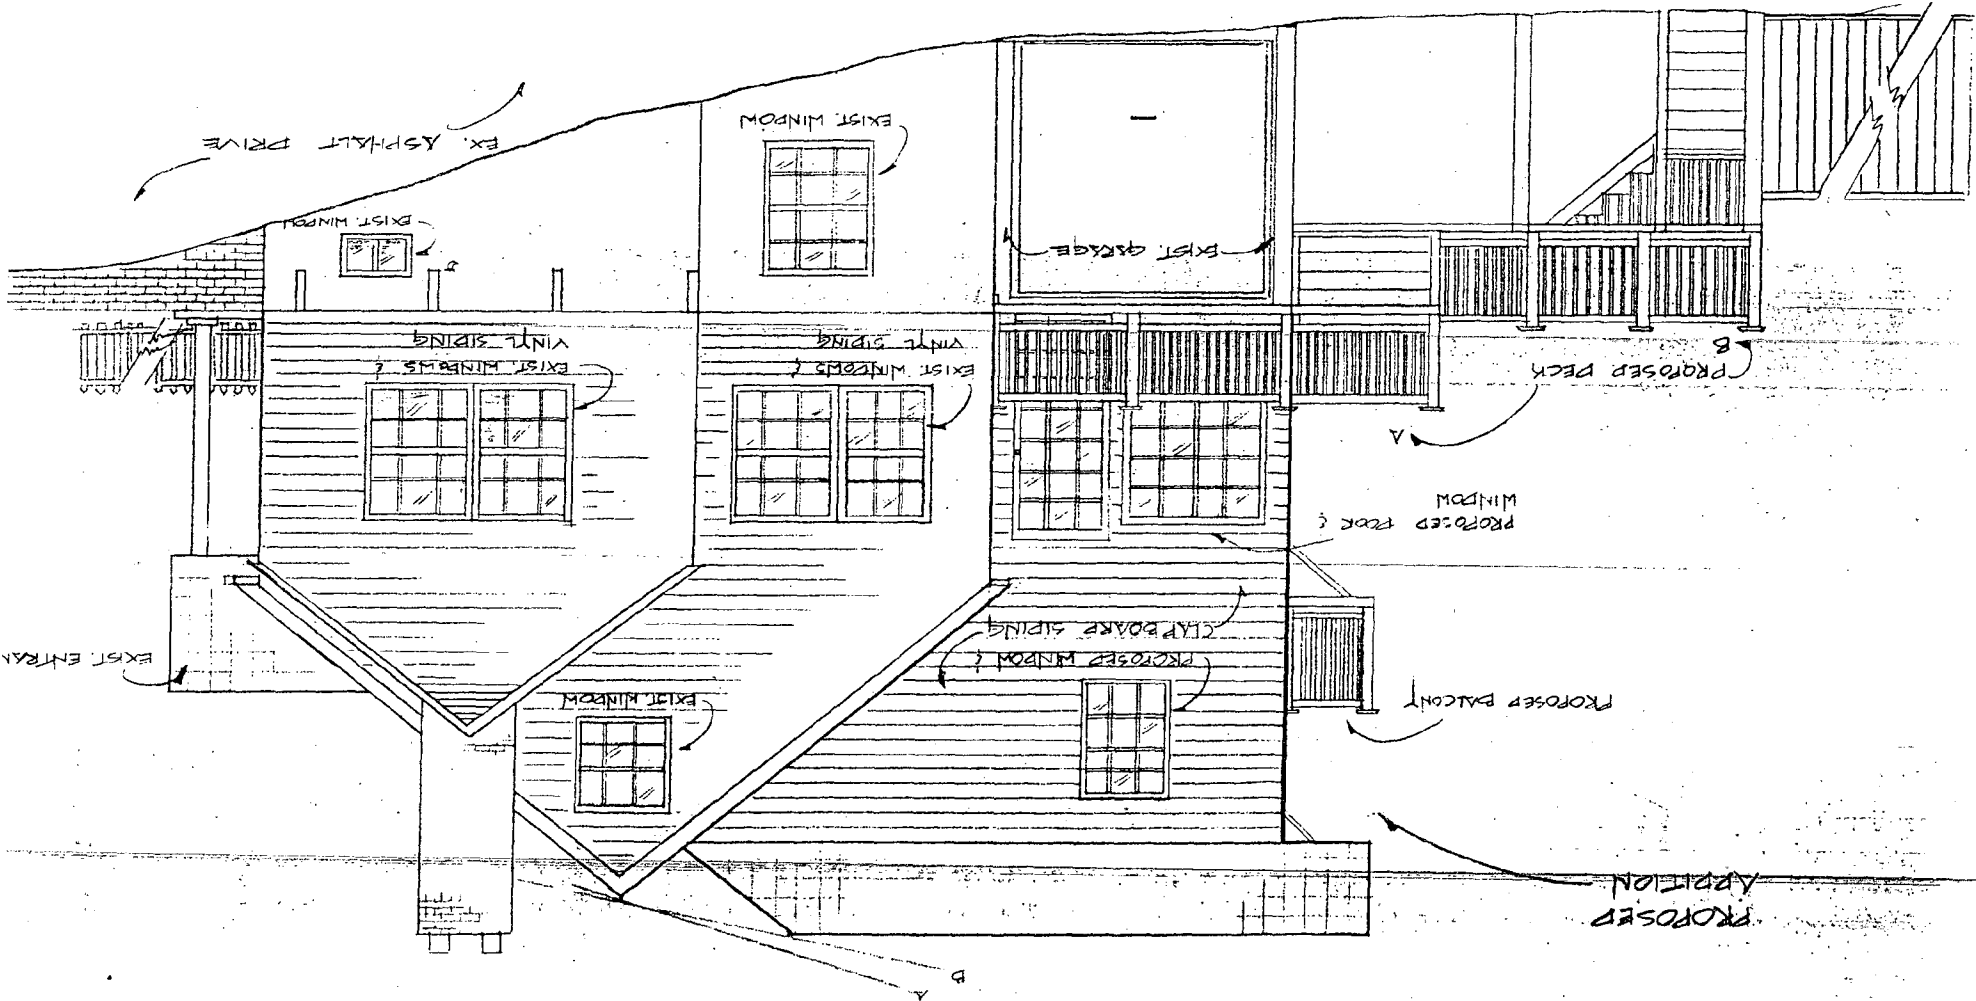 A
B
PROPOSED
ADDITION
PROPOSED BALCONY
EXIST. WINDOW
PROPOSED WINDOW &
CLAPBOARD SIDING
EXIST. ENTRAN
PROPOSED DOOR &
WINDOW
A
PROPOSED DECK
B
EXIST. WINDOWS &
VINYL SIDING
EXIST. WINDOWS &
VINYL SIDING
EXIST. GARAGE
EXIST. WINDOW
EXIST. WINDOW
EX. ASPHALT DRIVE